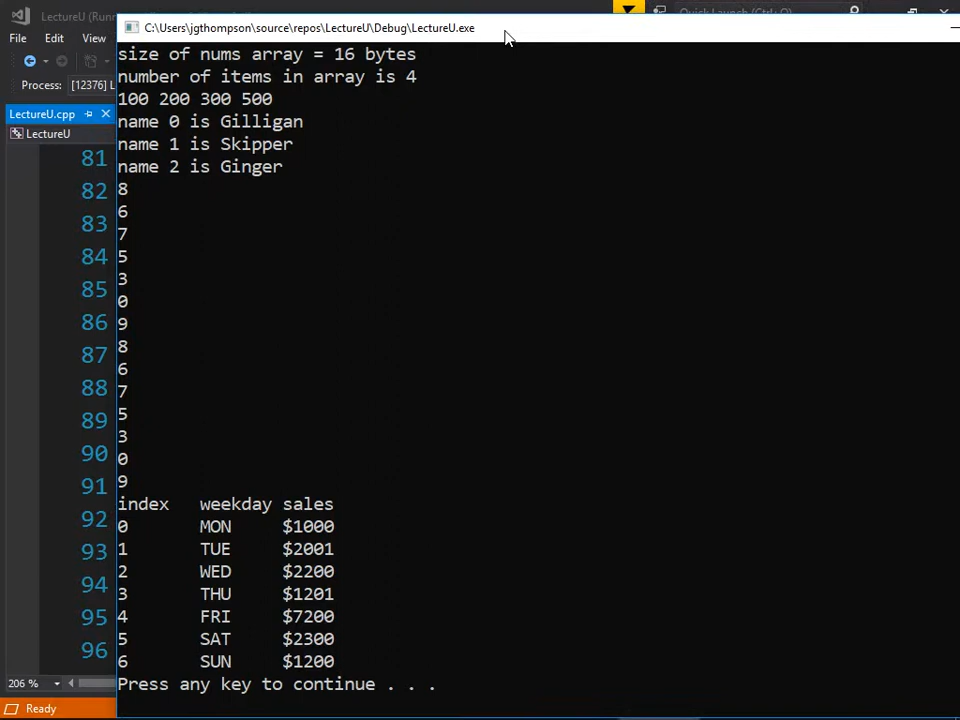 LectureU (Runn
C:\Users\jgthompson\source\repos\LectureU\Debug\LectureU.exe
File Edit View
Process: [12376] L
LectureU.cpp
LectureU
81
82
83
84
85
86
87
88
89
90
91
92
93
94
95
96
206 %
Ready
size of nums array = 16 bytes
number of items in array is 4
100 200 300 500
name 0 is Gilligan
name 1 is Skipper
name 2 is Ginger
8
6
7
5
3
0
9
8
6
7
5
3
0
9
index weekday sales
0 MON $1000
1 TUE $2001
2 WED $2200
3 THU $1201
4 FRI $7200
5 SAT $2300
6 SUN $1200
Press any key to continue . . .